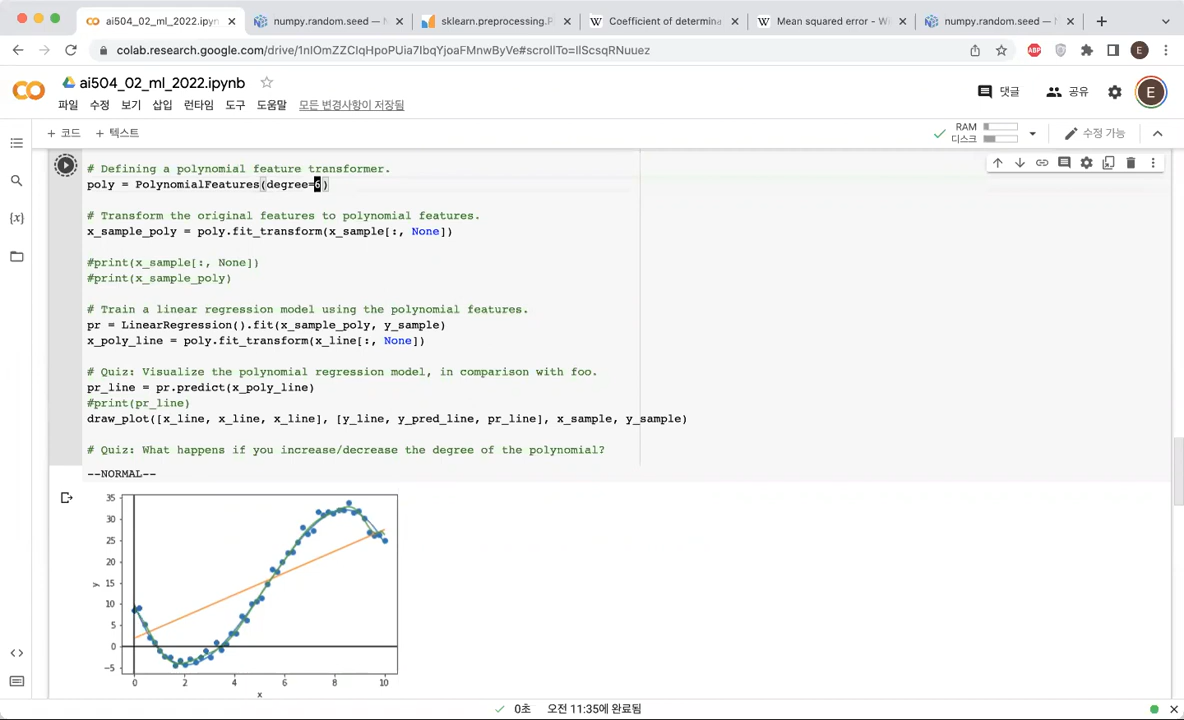 ai504_02_ml_2022.ipyn
numpy.random.seed —
sklearn.preprocessing.P
Coefficient of determina
Mean squared error - Wi
numpy.random.seed —
colab.research.google.com/drive/1nIOmZZCIqHpoPUia7IbqYjoaFMnwByVe#scrollTo=IlScsqRNuuez
ABP
E
ai504_02_ml_2022.ipynb
댓글
공유
E
파일 수정 보기 삽입 런타임 도구 도움말 모든 변경사항이 저장됨
+ 코드 + 텍스트
RAM
디스크
수정 가능
{x}
# Defining a polynomial feature transformer.
poly = PolynomialFeatures(degree=6)
# Transform the original features to polynomial features.
x_sample_poly = poly.fit_transform(x_sample[:, None])
#print(x_sample[:, None])
#print(x_sample_poly)
# Train a linear regression model using the polynomial features.
pr = LinearRegression().fit(x_sample_poly, y_sample)
x_poly_line = poly.fit_transform(x_line[:, None])
# Quiz: Visualize the polynomial regression model, in comparison with foo.
pr_line = pr.predict(x_poly_line)
#print(pr_line)
draw_plot([x_line, x_line, x_line], [y_line, y_pred_line, pr_line], x_sample, y_sample)
# Quiz: What happens if you increase/decrease the degree of the polynomial?
--NORMAL--
35
30
25
20
15
10
5
0
−5
y
0 2 4 6 8 10
x
0초 오전 11:35에 완료됨